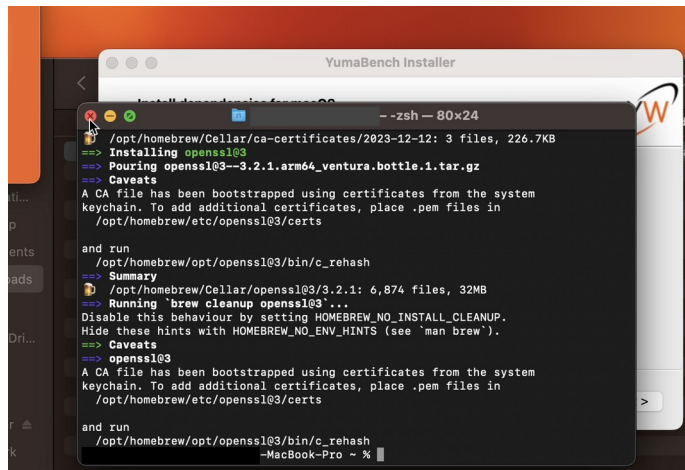 YumaBench Installer
Install dependencies for macOS
— -zsh — 80×24
/opt/homebrew/Cellar/ca-certificates/2023-12-12: 3 files, 226.7KB
==> Installing openssl@3
==> Pouring openssl@3--3.2.1.arm64_ventura.bottle.1.tar.gz
==> Caveats
A CA file has been bootstrapped using certificates from the system
keychain. To add additional certificates, place .pem files in
/opt/homebrew/etc/openssl@3/certs
and run
/opt/homebrew/opt/openssl@3/bin/c_rehash
==> Summary
/opt/homebrew/Cellar/openssl@3/3.2.1: 6,874 files, 32MB
==> Running `brew cleanup openssl@3`...
Disable this behaviour by setting HOMEBREW_NO_INSTALL_CLEANUP.
Hide these hints with HOMEBREW_NO_ENV_HINTS (see `man brew`).
==> Caveats
==> openssl@3
A CA file has been bootstrapped using certificates from the system
keychain. To add additional certificates, place .pem files in
/opt/homebrew/etc/openssl@3/certs
and run
/opt/homebrew/opt/openssl@3/bin/c_rehash
-MacBook-Pro ~ %